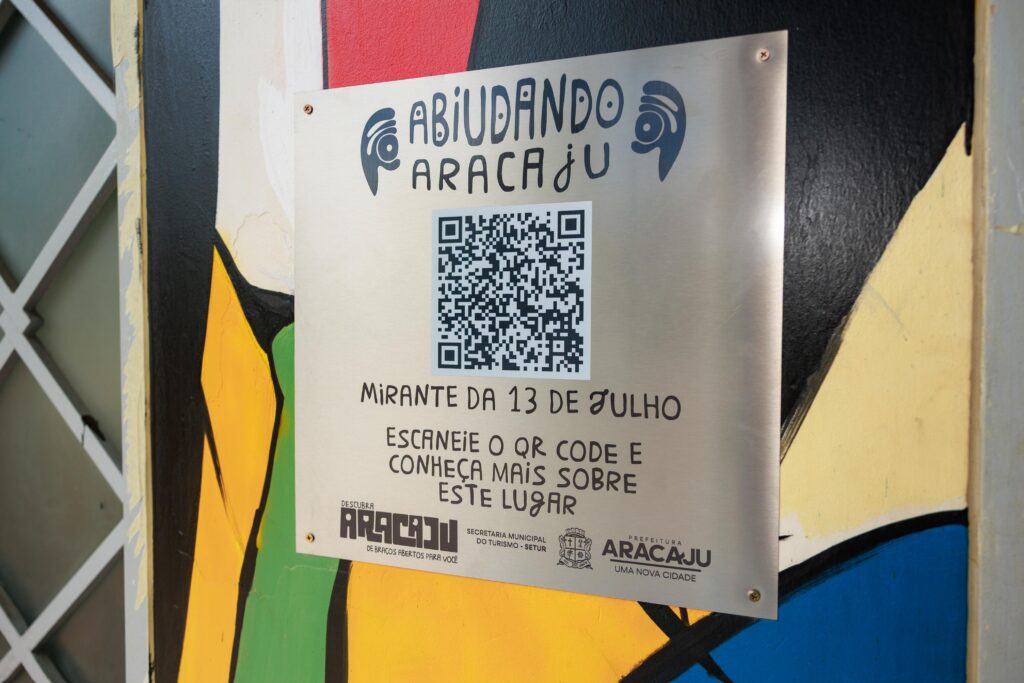 ABIUDANDO
ARACAJU
MIRANTE DA 13 DE JULHO
ESCANEIE O QR CODE E
CONHEÇA MAIS SOBRE
ESTE LUGAR
DESCUBRA
ARACAJU
DE BRAÇOS ABERTOS PARA VOCÊ
SECRETARIA MUNICIPAL
DO TURISMO - SETUR
PREFEITURA
ARACAJU
UMA NOVA CIDADE